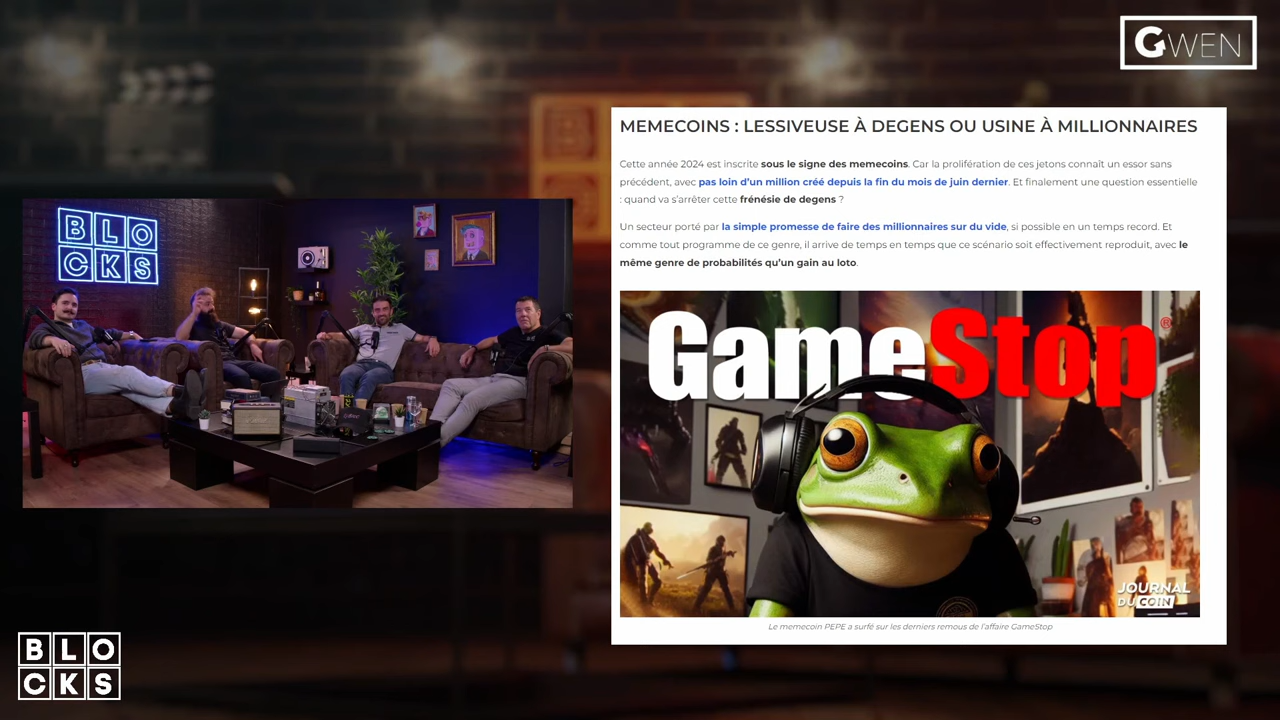 GWEN
MEMECOINS : LESSIVEUSE À DEGENS OU USINE À MILLIONNAIRES
Cette année 2024 est inscrite sous le signe des memecoins. Car la prolifération de ces jetons connaît un essor sans
précédent, avec pas loin d’un million créé depuis la fin du mois de juin dernier. Et finalement une question essentielle
: quand va s’arrêter cette frénésie de degens ?
Un secteur porté par la simple promesse de faire des millionnaires sur du vide, si possible en un temps record. Et
comme tout programme de ce genre, il arrive de temps en temps que ce scénario soit effectivement reproduit, avec le
même genre de probabilités qu’un gain au loto.
BLO
CKS
GameStop®
JOURNAL
DU COIN
Le memecoin PEPE a surfé sur les derniers remous de l’affaire GameStop
BLO
CKS